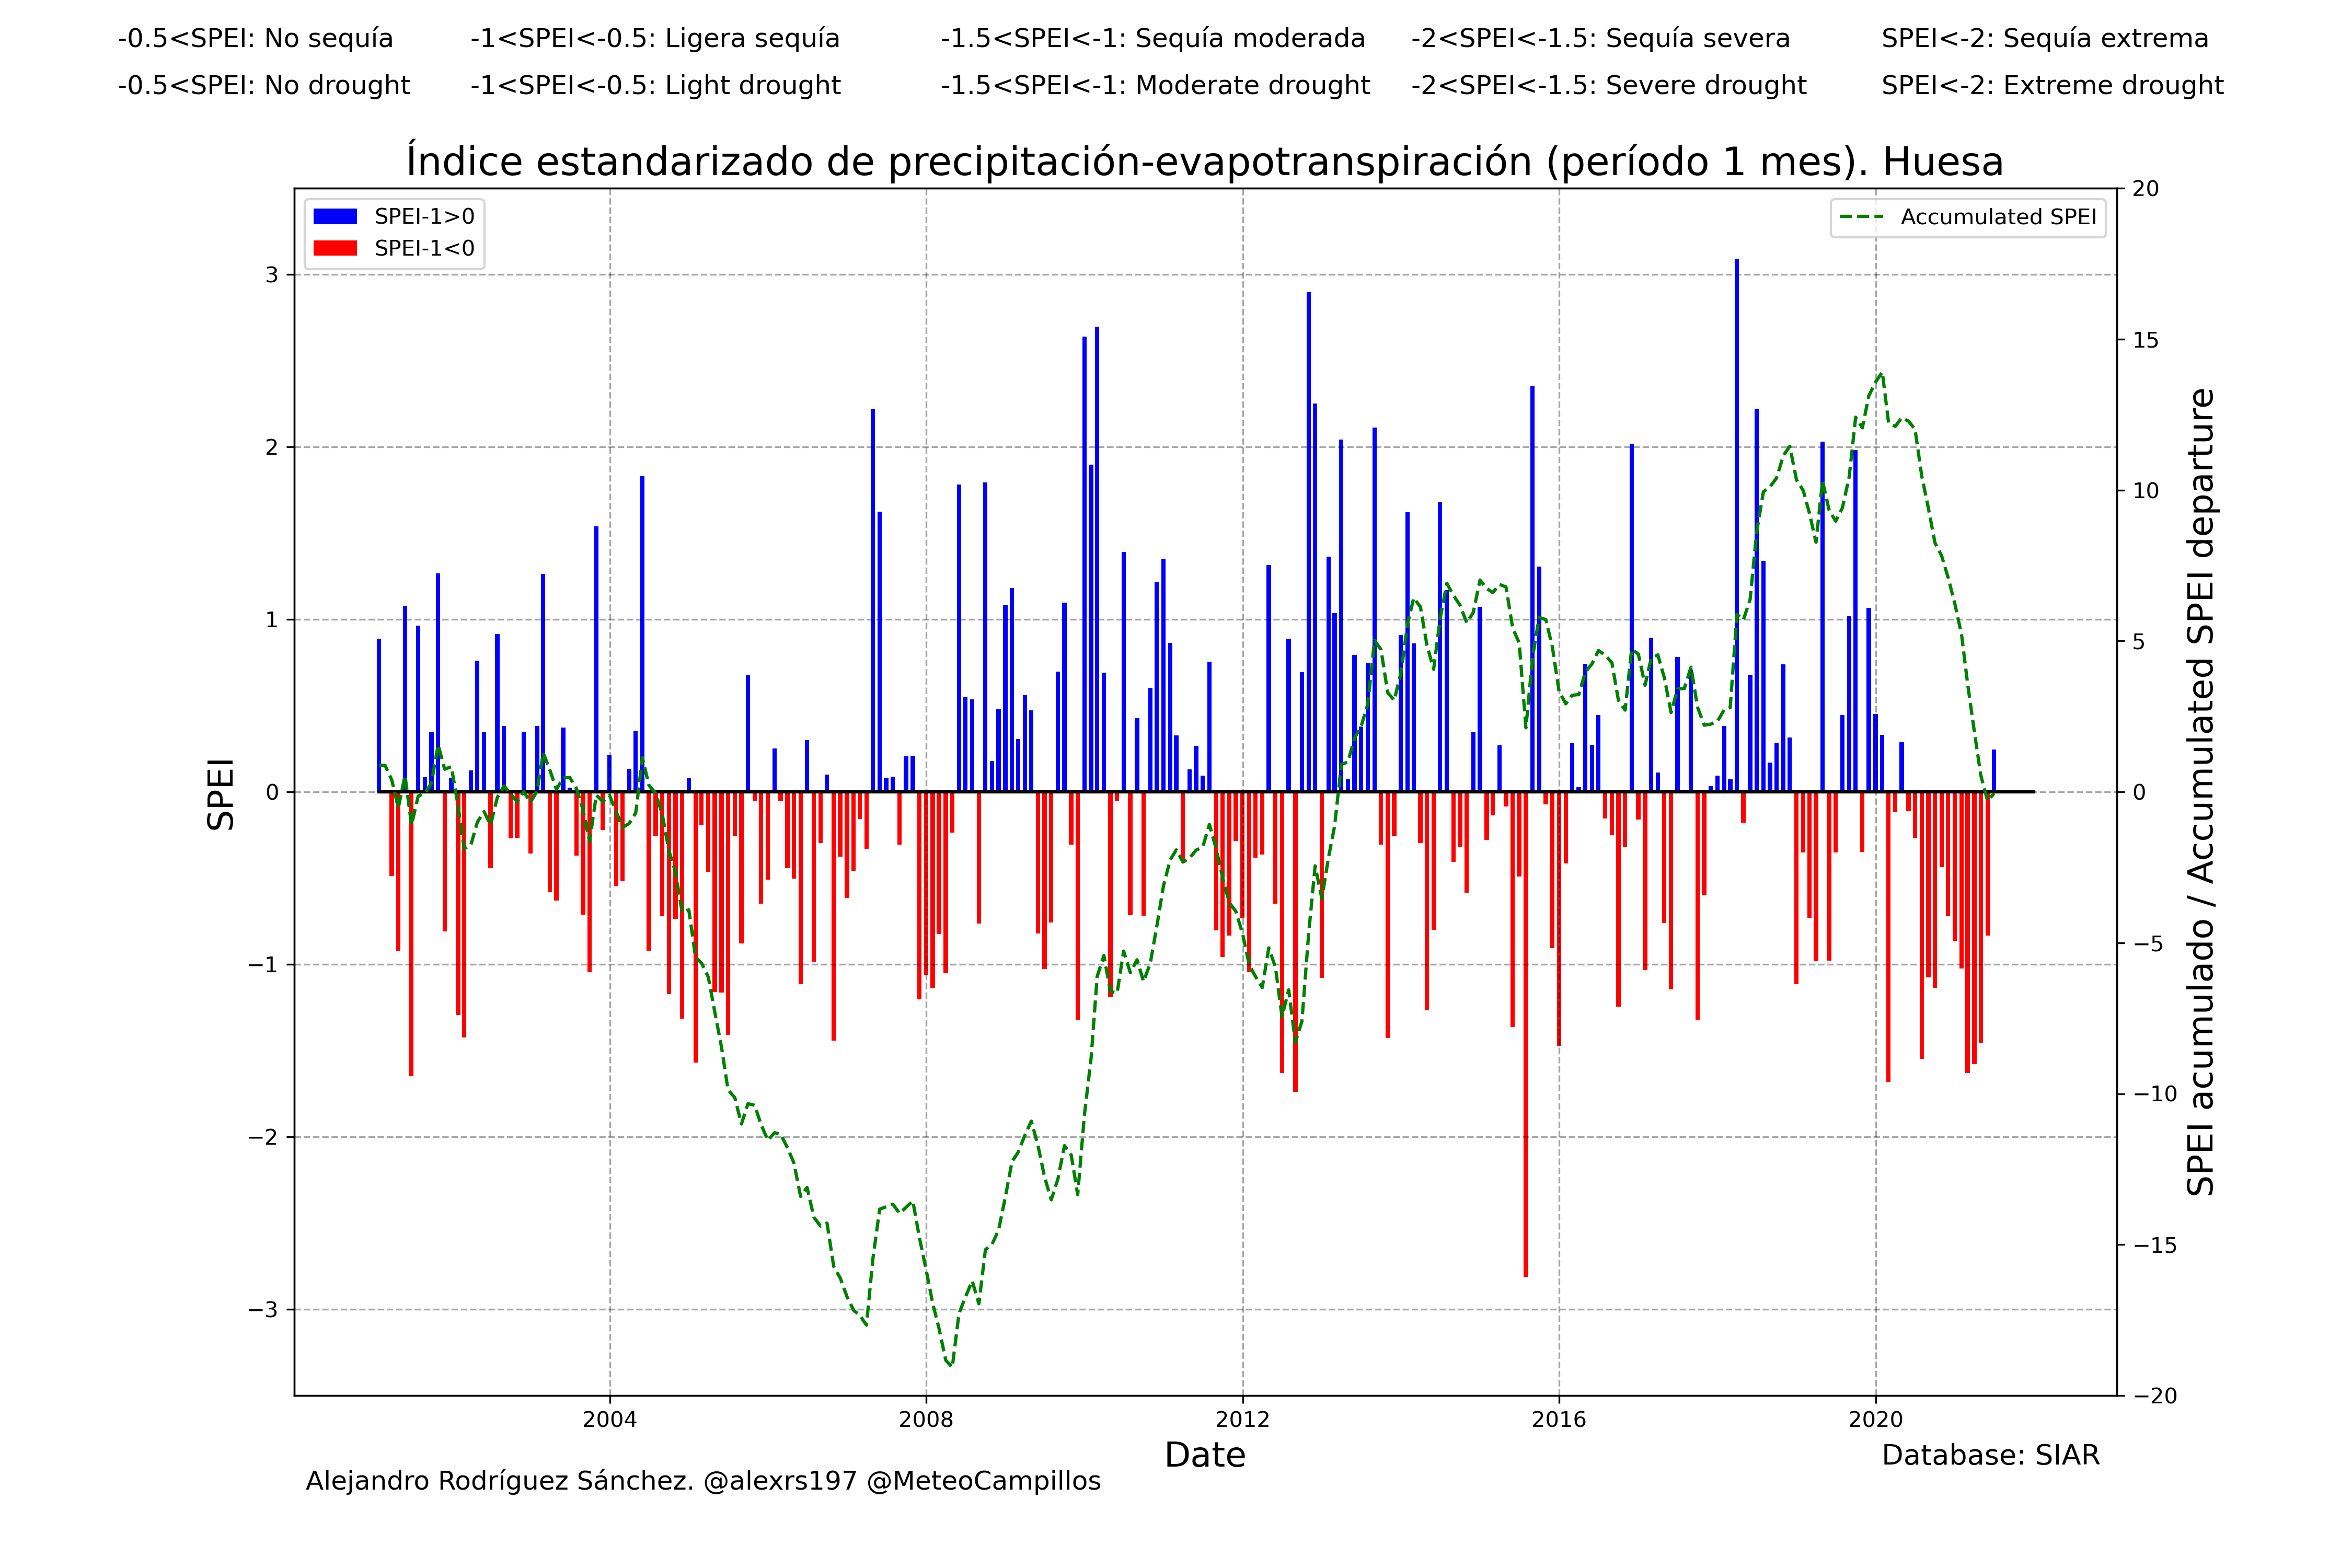 -0.5<SPEI: No sequía -1<SPEI<-0.5: Ligera sequía -1.5<SPEI<-1: Sequía moderada -2<SPEI<-1.5: Sequía severa SPEI<-2: Sequía extrema
-0.5<SPEI: No drought -1<SPEI<-0.5: Light drought -1.5<SPEI<-1: Moderate drought -2<SPEI<-1.5: Severe drought SPEI<-2: Extreme drought
Índice estandarizado de precipitación-evapotranspiración (período 1 mes). Huesa
SPEI-1>0
SPEI-1<0
Accumulated SPEI
SPEI
3
2
1
0
−1
−2
−3
20
15
10
5
0
−5
−10
−15
−20
SPEI acumulado / Accumulated SPEI departure
2004 2008 2012 2016 2020
Date
Database: SIAR
Alejandro Rodríguez Sánchez. @alexrs197 @MeteoCampillos